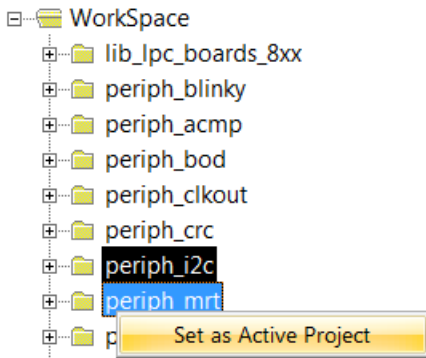 WorkSpace
lib_lpc_boards_8xx
periph_blinky
periph_acmp
periph_bod
periph_clkout
periph_crc
periph_i2c
periph_mrt
Set as Active Project